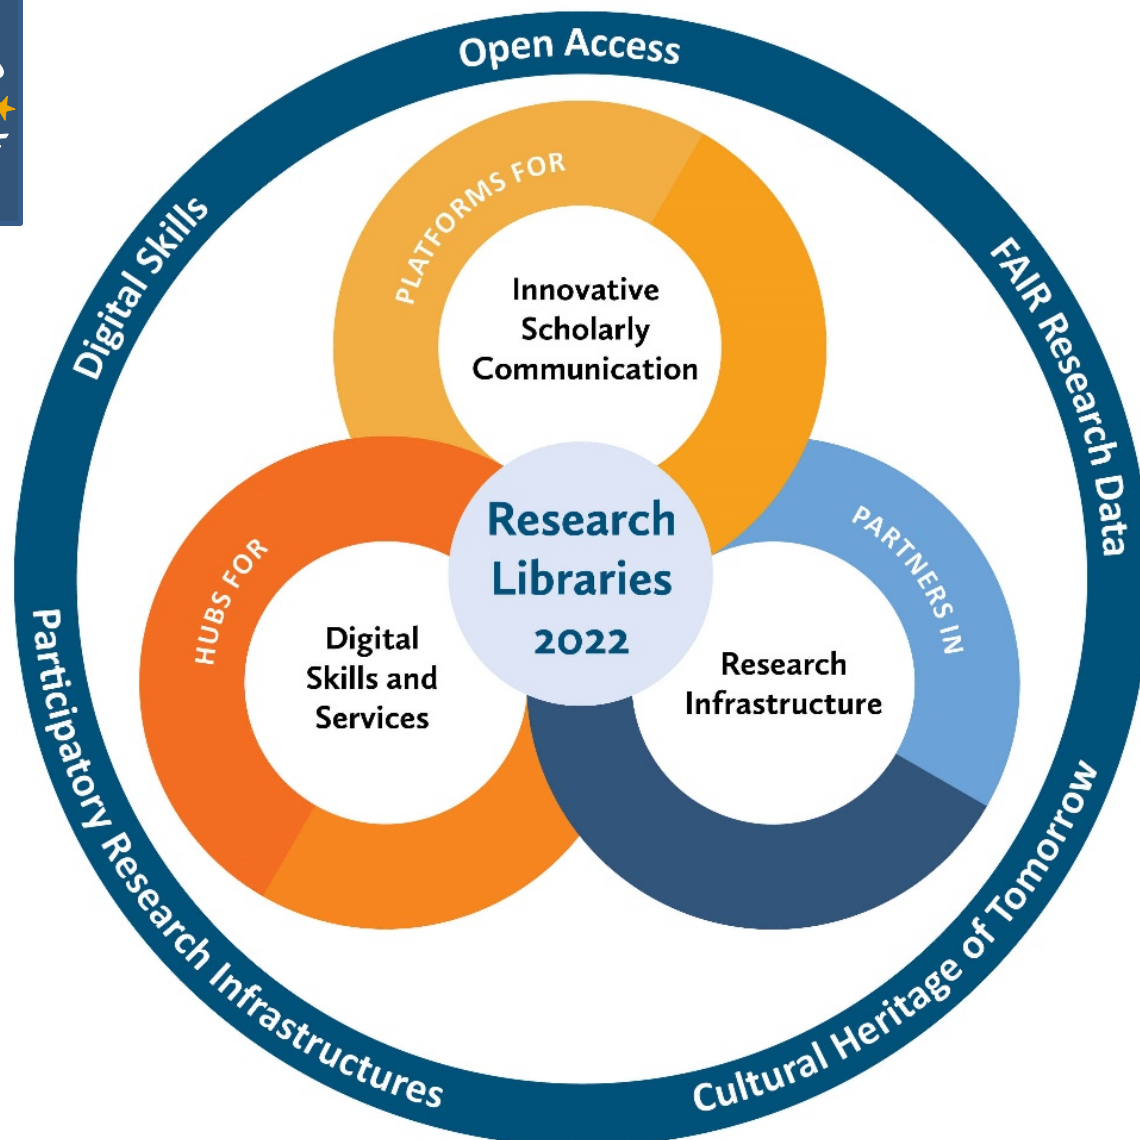 Open Access
FAIR Research Data
Cultural Heritage of Tomorrow
Participatory Research Infrastructures
Digital Skills
PLATFORMS FOR
Innovative
Scholarly
Communication
HUBS FOR
Digital
Skills and
Services
PARTNERS IN
Research
Infrastructure
Research
Libraries
2022